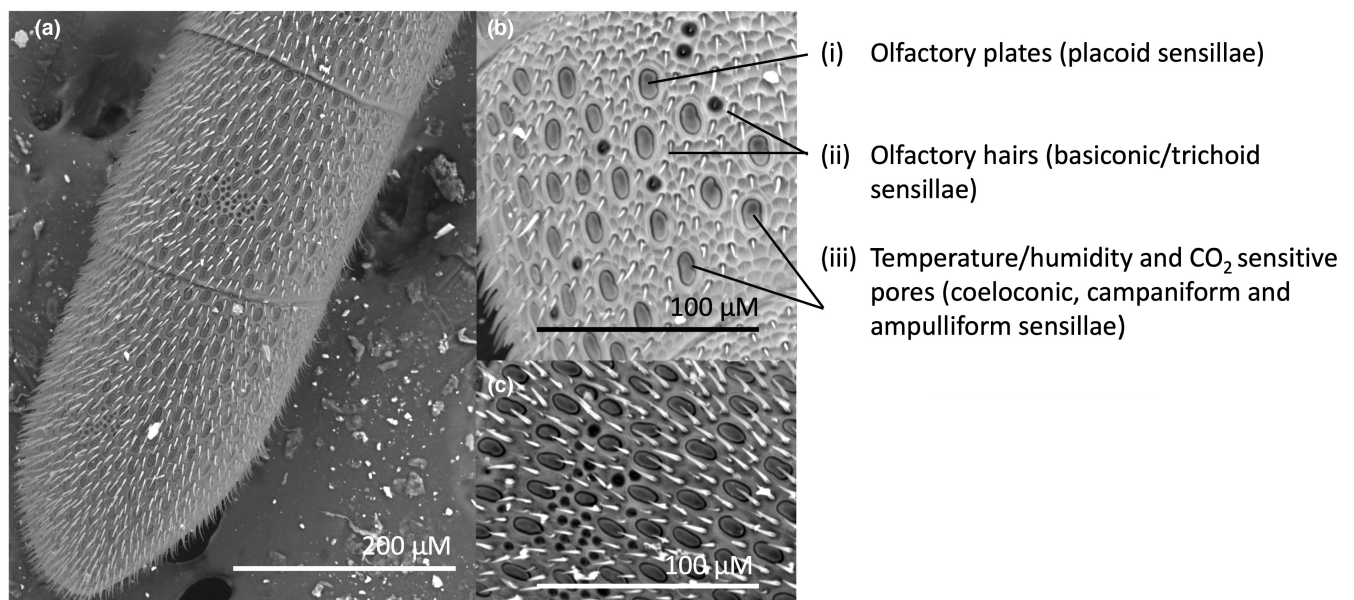 (a)
(b)
(i) Olfactory plates (placoid sensillae)
(ii) Olfactory hairs (basiconic/trichoid
sensillae)
(iii) Temperature/humidity and CO₂ sensitive
pores (coeloconic, campaniform and
ampulliform sensillae)
100 µM
(c)
200 µM
100 µM